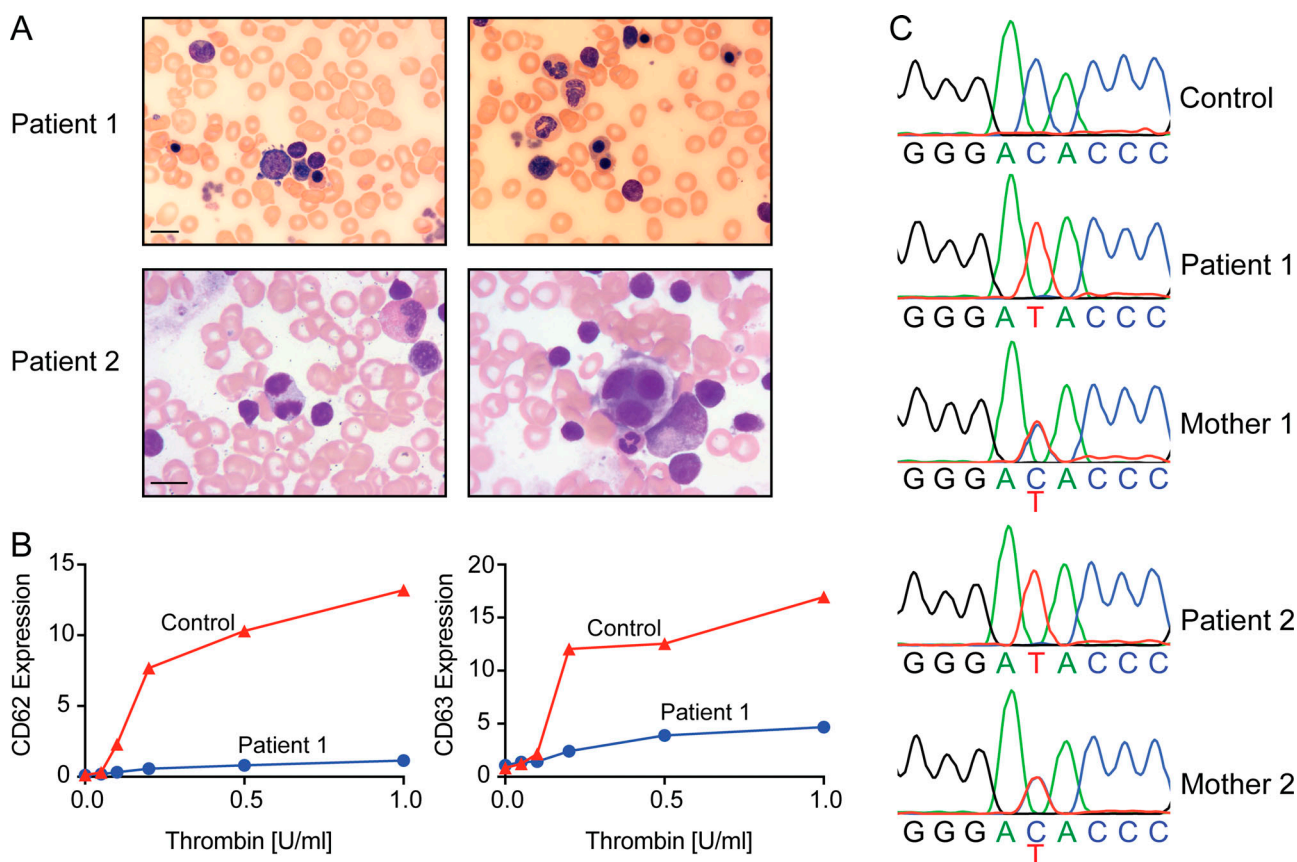 A
Patient 1
Patient 2
B
CD62 Expression
15
10
5
0
Control
Patient 1
0.0 0.5 1.0
Thrombin [U/ml]
CD63 Expression
20
15
10
5
0
Control
Patient 1
0.0 0.5 1.0
Thrombin [U/ml]
C
Control
G G G A C A C C C
Patient 1
G G G A T A C C C
Mother 1
G G G A C A C C C
T
Patient 2
G G G A T A C C C
Mother 2
G G G A C A C C C
T